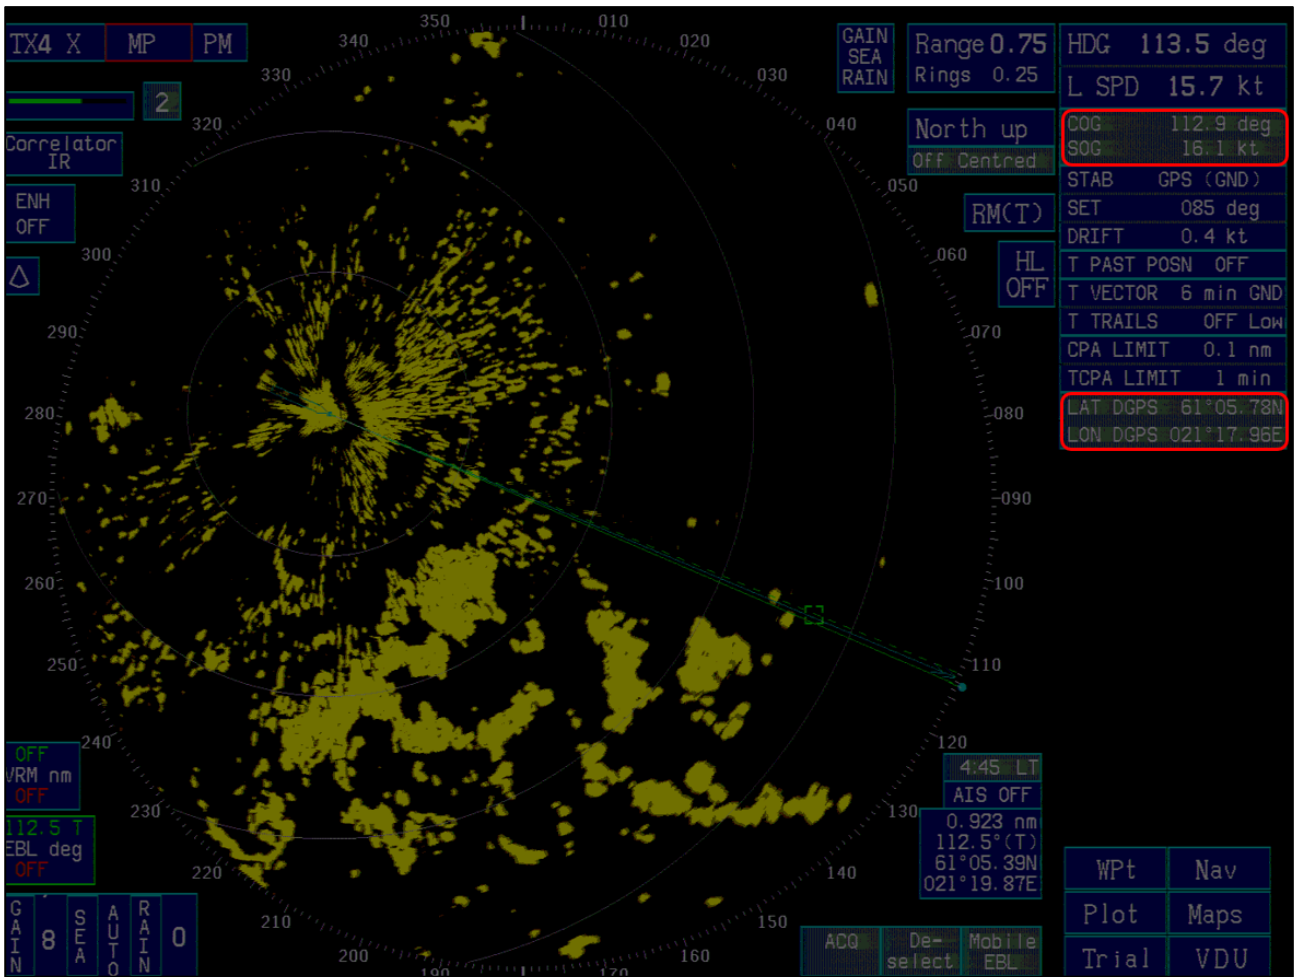 TX4 X MP PM
2
Correlator
IR
ENH
OFF
350 010
340 020
330 030
320 040
310 050
300 060
290 070
280 080
270 090
260 100
250 110
240 120
230 130
220 140
210 150
200 190 170 160
GAIN
SEA
RAIN
Range 0.75
Rings 0.25
North up
Off Centred
RM(T)
HL
OFF
HDG 113.5 deg
L SPD 15.7 kt
COG 112.9 deg
SOG 16.1 kt
STAB GPS (GND)
SET 085 deg
DRIFT 0.4 kt
T PAST POSN OFF
T VECTOR 6 min GND
T TRAILS OFF Low
CPA LIMIT 0.1 nm
TCPA LIMIT 1 min
LAT DGPS 61°05.78N
LON DGPS 021°17.96E
OFF
VRM nm
OFF
112.5 T
EBL deg
OFF
GAIN 8 SEA AUTO RAIN 0
4:45 LT
AIS OFF
0.923 nm
112.5°(T)
61°05.39N
021°19.87E
ACQ De-select Mobile EBL
WPt Nav
Plot Maps
Trial VDU